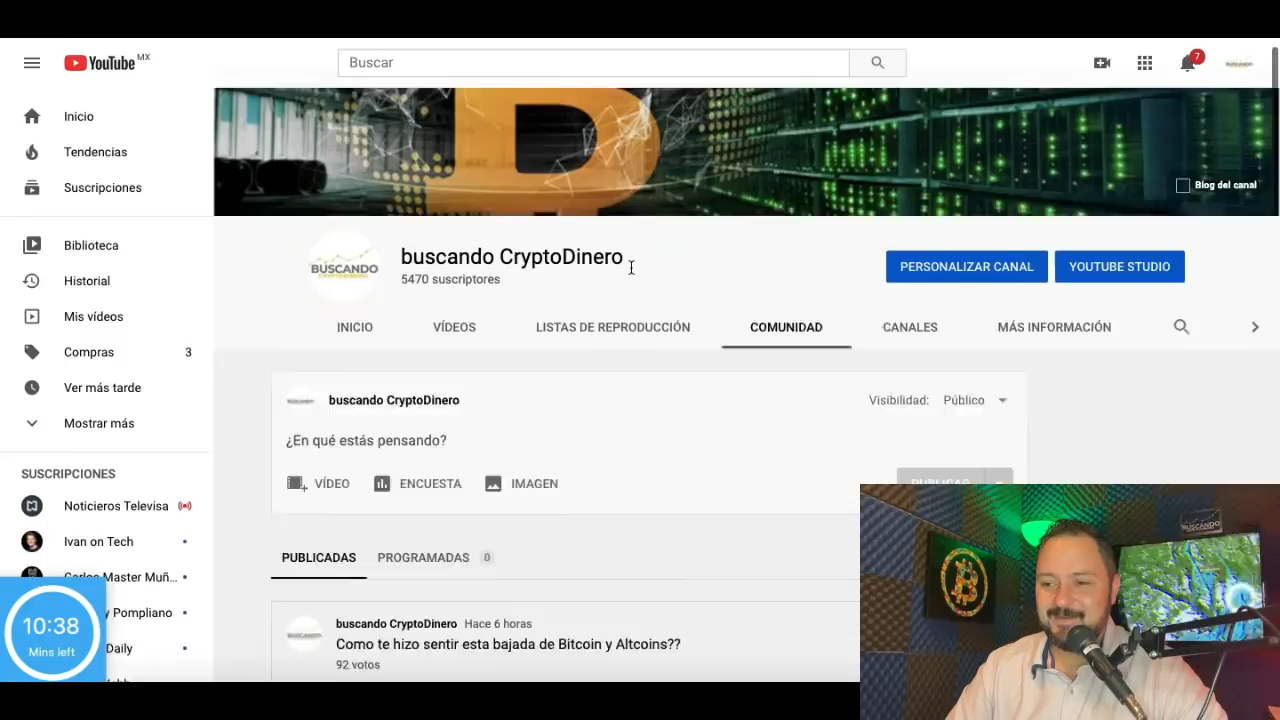 YouTube MX
Buscar
7
Inicio
Tendencias
Suscripciones
Biblioteca
Historial
Mis vídeos
Compras 3
Ver más tarde
Mostrar más
SUSCRIPCIONES
Noticieros Televisa
Ivan on Tech
Carlos Master Muñ...
y Pompliano
Daily
10:38
Mins left
Blog del canal
BUSCANDO
CRYPTODINERO
buscando CryptoDinero
5470 suscriptores
PERSONALIZAR CANAL
YOUTUBE STUDIO
INICIO VÍDEOS LISTAS DE REPRODUCCIÓN COMUNIDAD CANALES MÁS INFORMACIÓN
buscando CryptoDinero
Visibilidad: Público
¿En qué estás pensando?
VÍDEO ENCUESTA IMAGEN
PUBLICAR
PUBLICADAS PROGRAMADAS 0
buscando CryptoDinero Hace 6 horas
Como te hizo sentir esta bajada de Bitcoin y Altcoins??
92 votos
BUSCANDO